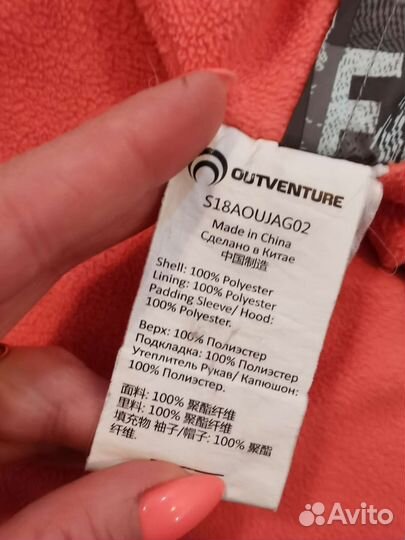 OUTVENTURE
S18AOUJAG02
Made in China
Сделано в Китае
中国制造
Shell: 100% Polyester
Lining: 100% Polyester
Padding Sleeve/ Hood:
100% Polyester.
Верх: 100% Полиэстер
Подкладка: 100% Полиэстер
Утеплитель Рукав/ Капюшон:
100% Полиэстер.
面料: 100% 聚酯纤维
里料: 100% 聚酯纤维
填充物 袖子/帽子: 100% 聚酯
纤维.
E
Avito